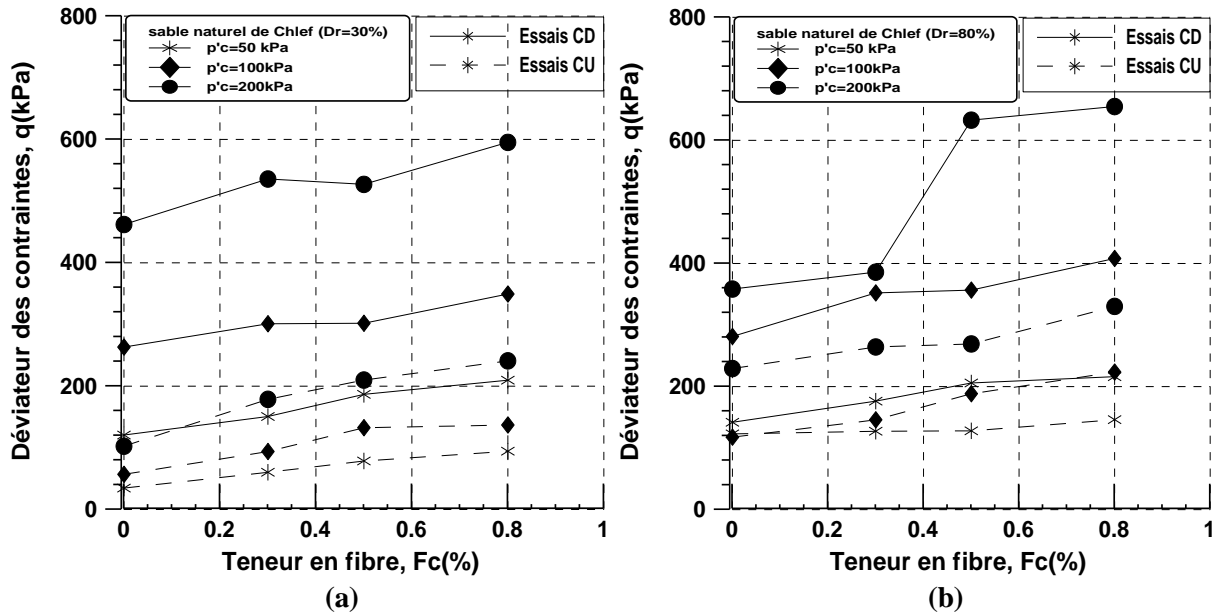 800
600
400
200
0
Déviateur des contraintes, q(kPa)
sable naturel de Chlef (Dr=30%)
p'c=50 kPa
p'c=100kPa
p'c=200kPa
Essais CD
Essais CU
0 0.2 0.4 0.6 0.8 1
Teneur en fibre, Fc(%)
(a)
800
600
400
200
0
Déviateur des contraintes, q(kPa)
sable naturel de Chlef (Dr=80%)
p'c=50 kPa
p'c=100kPa
p'c=200kPa
Essais CD
Essais CU
0 0.2 0.4 0.6 0.8 1
Teneur en fibre, Fc(%)
(b)